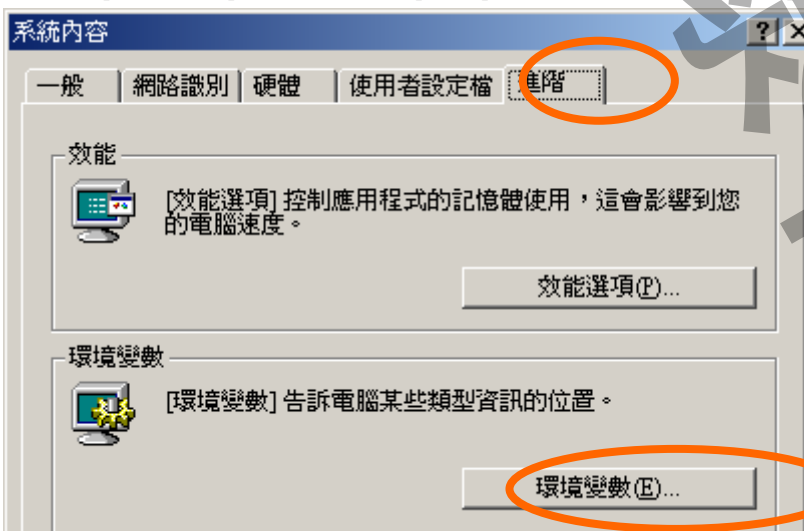 系統內容
一般 網路識別 硬體 使用者設定檔 進階
效能
[效能選項] 控制應用程式的記憶體使用，這會影響到您
的電腦速度。
效能選項(P)...
環境變數
[環境變數] 告訴電腦某些類型資訊的位置。
環境變數(E)...